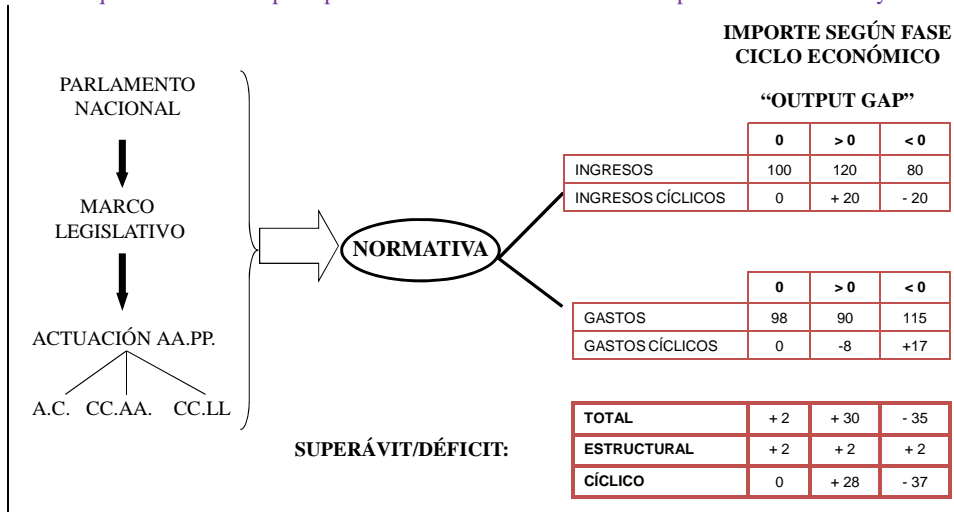 IMPORTE SEGÚN FASE
CICLO ECONÓMICO
PARLAMENTO
NACIONAL
“OUTPUT GAP”
0 > 0 < 0
INGRESOS 100 120 80
INGRESOS CÍCLICOS 0 + 20 - 20
MARCO
LEGISLATIVO
NORMATIVA
0 > 0 < 0
GASTOS 98 90 115
GASTOS CÍCLICOS 0 -8 +17
ACTUACIÓN AA.PP.
A.C. CC.AA. CC.LL
SUPERÁVIT/DÉFICIT:
TOTAL + 2 + 30 - 35
ESTRUCTURAL + 2 + 2 + 2
CÍCLICO 0 + 28 - 37